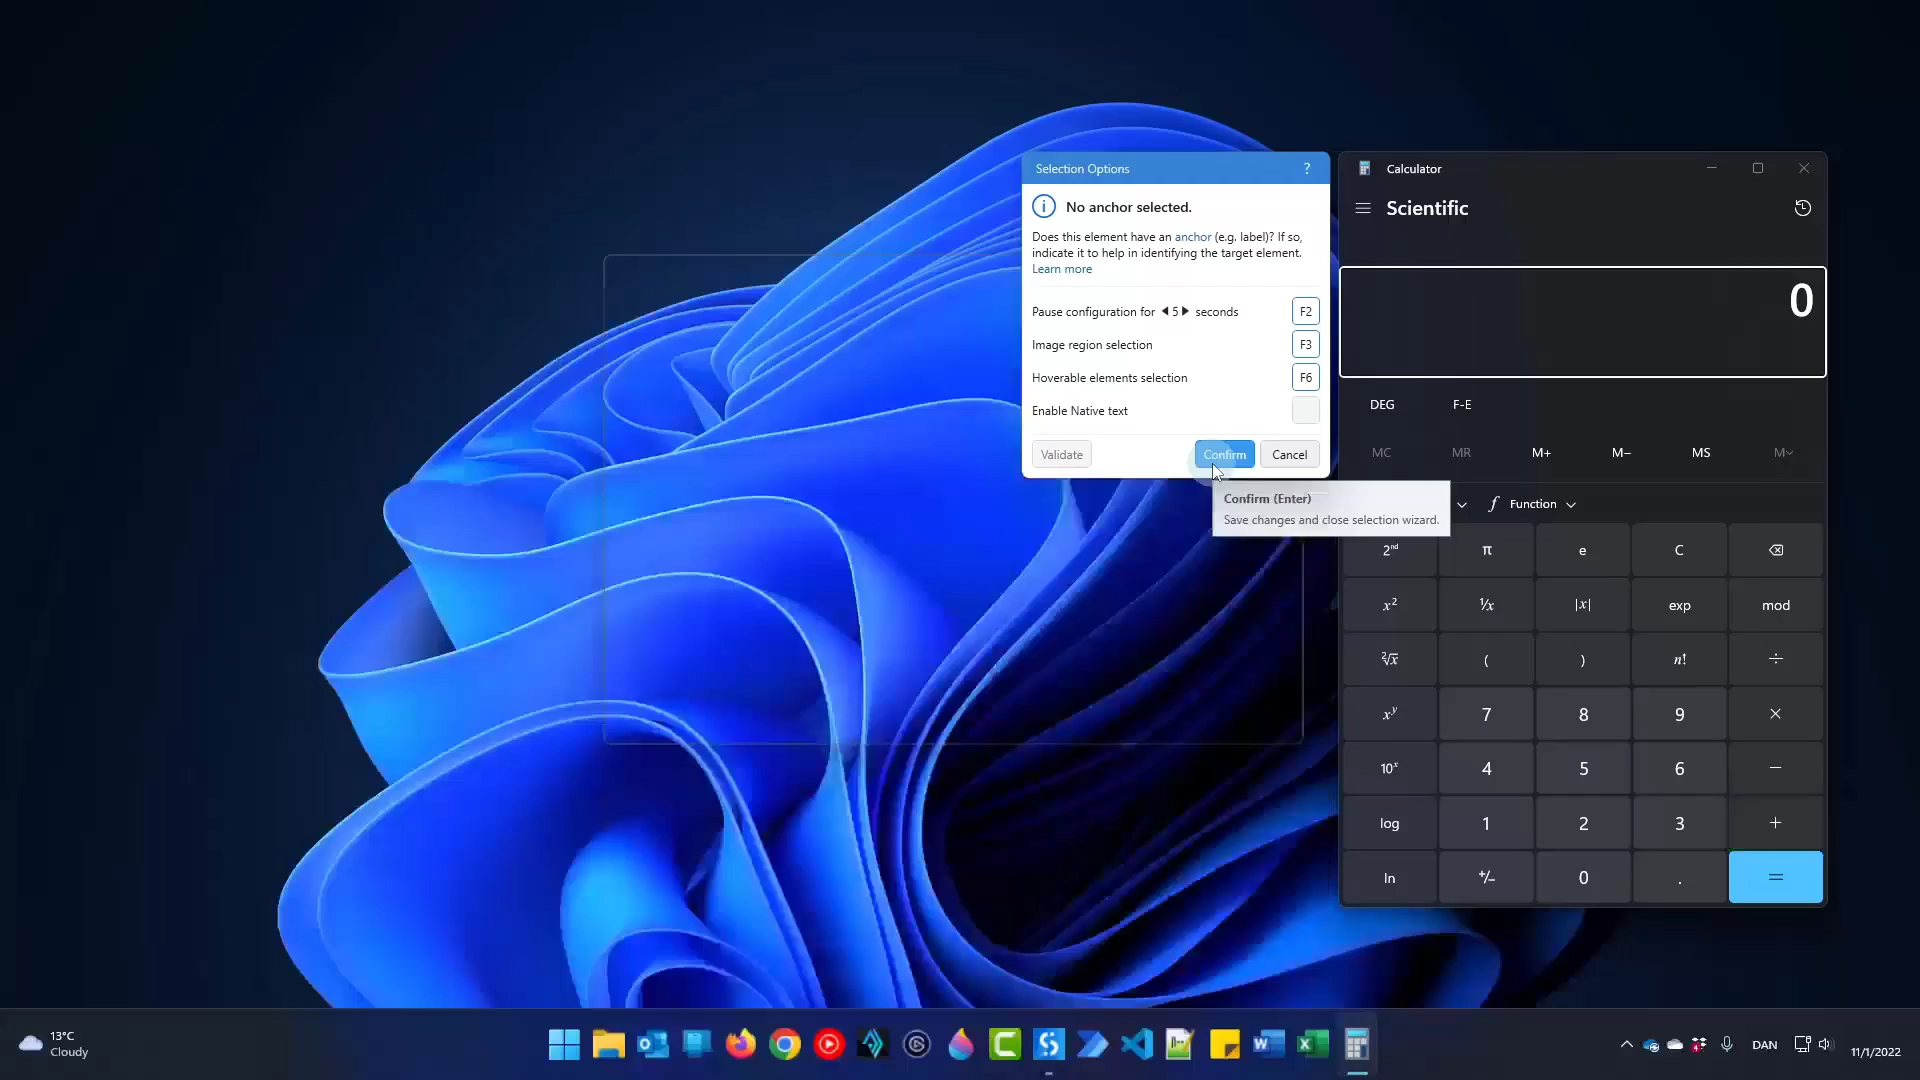 Selection Options ?
No anchor selected.
Does this element have an anchor (e.g. label)? If so,
indicate it to help in identifying the target element.
Learn more
Pause configuration for 5 seconds F2
Image region selection F3
Hoverable elements selection F6
Enable Native text
Validate Confirm Cancel
Confirm (Enter)
Save changes and close selection wizard.
Calculator
Scientific
0
DEG F-E
MC MR M+ M− MS M
f Function
2nd π e C
x² ¹/x |x| exp mod
²√x ( ) n! ÷
xʸ 7 8 9 ×
10ˣ 4 5 6 −
log 1 2 3 +
ln +/− 0 . =
13°C
Cloudy
DAN
11/1/2022